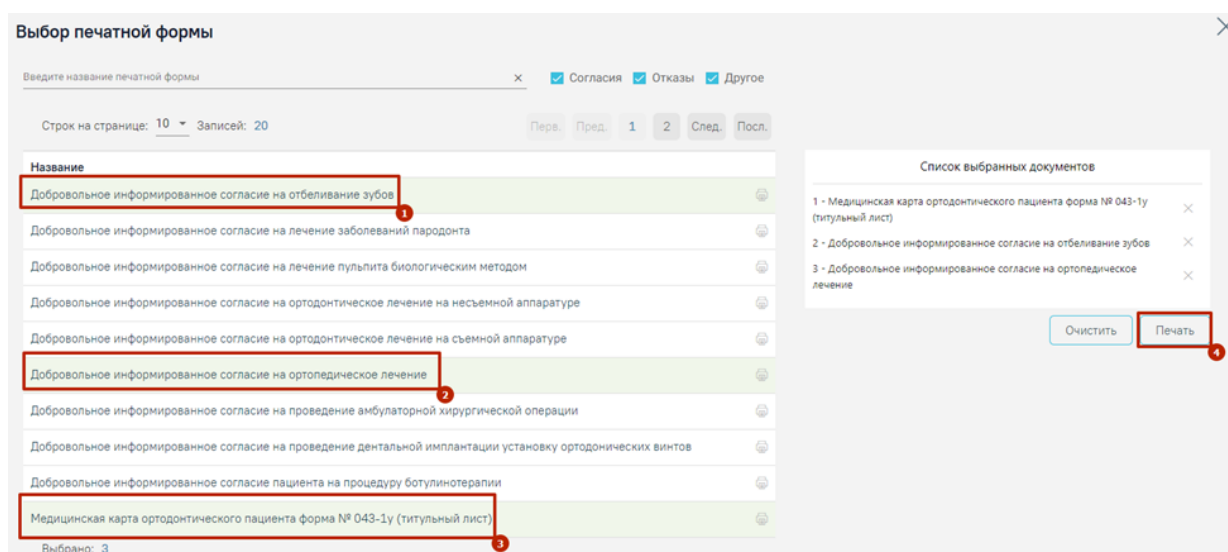 Выбор печатной формы
Введите название печатной формы
Согласия Отказы Другое
Строк на странице: 10 Записей: 20
Перв. Пред. 1 2 След. Посл.
Название
Добровольное информированное согласие на отбеливание зубов
1
Добровольное информированное согласие на лечение заболеваний пародонта
Добровольное информированное согласие на лечение пульпита биологическим методом
Добровольное информированное согласие на ортодонтическое лечение на несъемной аппаратуре
Добровольное информированное согласие на ортодонтическое лечение на съемной аппаратуре
Добровольное информированное согласие на ортопедическое лечение
2
Добровольное информированное согласие на проведение амбулаторной хирургической операции
Добровольное информированное согласие на проведение дентальной имплантации установку ортодонических винтов
Добровольное информированное согласие пациента на процедуру ботулинотерапии
Медицинская карта ортодонтического пациента форма № 043-1у (титульный лист)
3
Выбрано: 3
Список выбранных документов
1 - Медицинская карта ортодонтического пациента форма № 043-1у
(титульный лист)
2 - Добровольное информированное согласие на отбеливание зубов
3 - Добровольное информированное согласие на ортопедическое
лечение
Очистить Печать
4